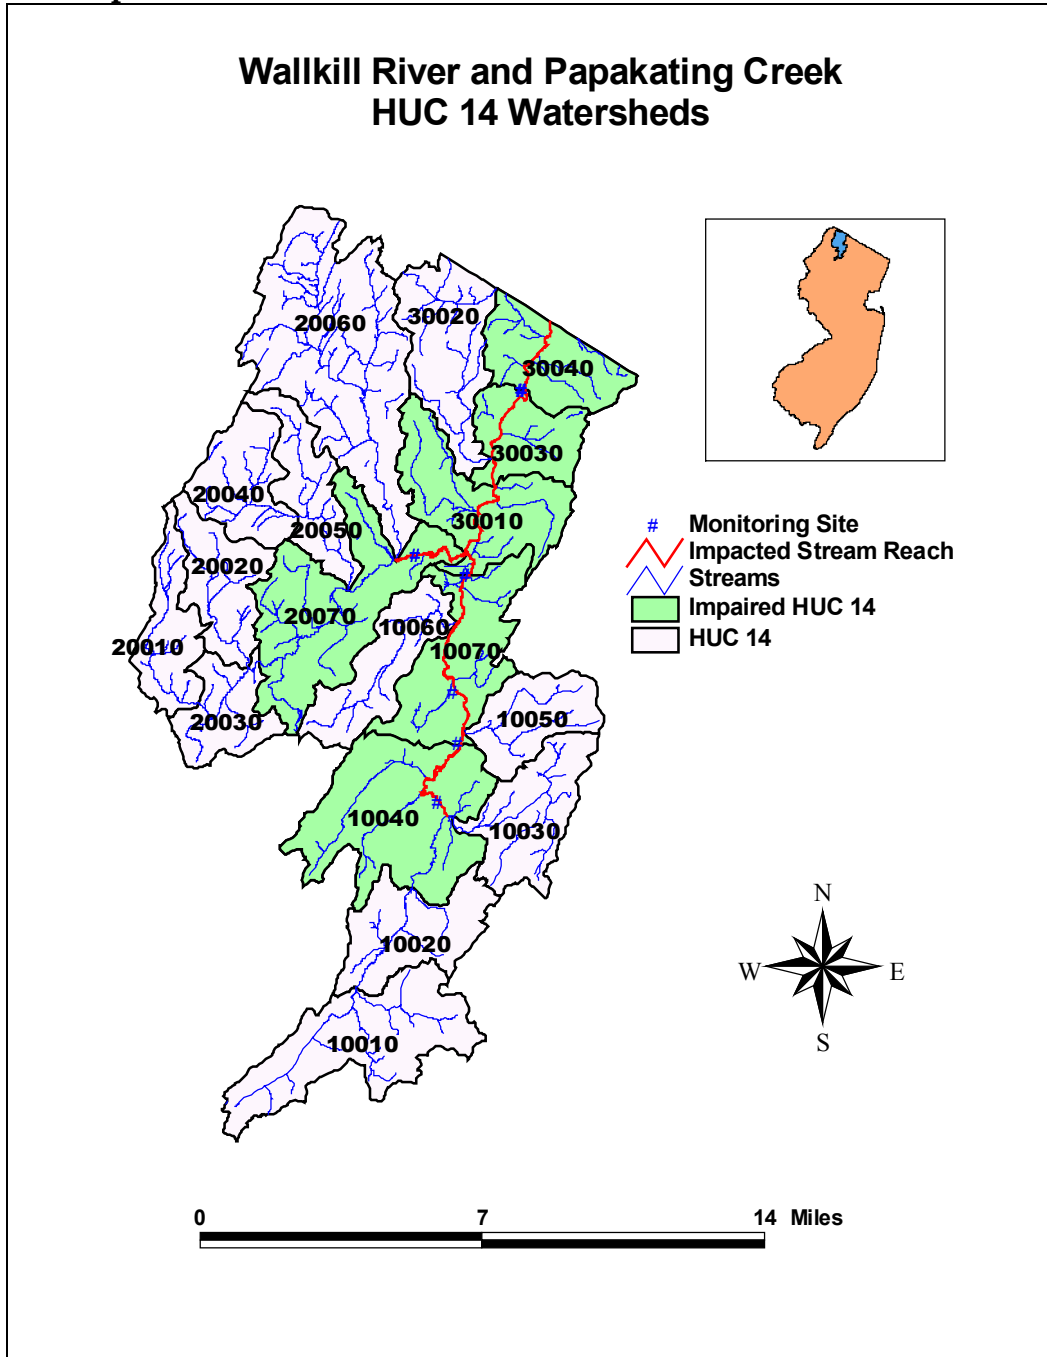 Wallkill River and Papakating Creek
HUC 14 Watersheds
20060
30020
30040
30030
20040
20050
30010
20020
20070
10060
20010
10070
20030
10050
10040
10030
10020
10010
# Monitoring Site
Impacted Stream Reach
Streams
Impaired HUC 14
HUC 14
N
W E
S
0 7 14 Miles